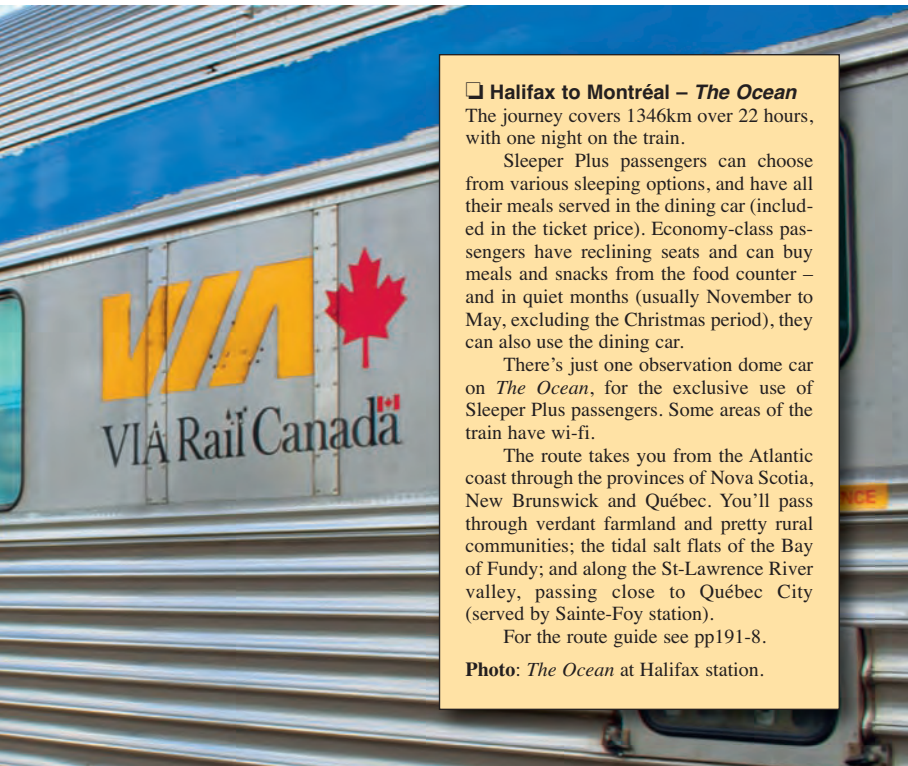 VIA
VIA Rail Canada
❏ Halifax to Montréal – The Ocean
The journey covers 1346km over 22 hours,
with one night on the train.
Sleeper Plus passengers can choose
from various sleeping options, and have all
their meals served in the dining car (includ-
ed in the ticket price). Economy-class pas-
sengers have reclining seats and can buy
meals and snacks from the food counter –
and in quiet months (usually November to
May, excluding the Christmas period), they
can also use the dining car.
There’s just one observation dome car
on The Ocean, for the exclusive use of
Sleeper Plus passengers. Some areas of the
train have wi-fi.
The route takes you from the Atlantic
coast through the provinces of Nova Scotia,
New Brunswick and Québec. You’ll pass
through verdant farmland and pretty rural
communities; the tidal salt flats of the Bay
of Fundy; and along the St-Lawrence River
valley, passing close to Québec City
(served by Sainte-Foy station).
For the route guide see pp191-8.
Photo: The Ocean at Halifax station.